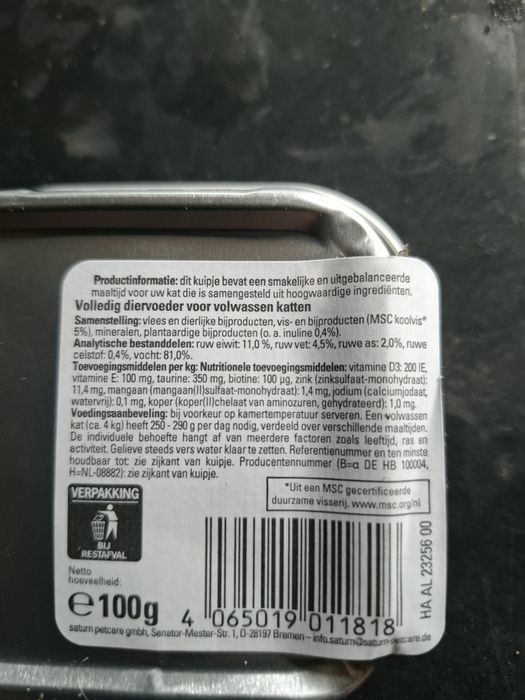 Productinformatie: dit kuipje bevat een smakelijke en uitgebalanceerde
maaltijd voor uw kat die is samengesteld uit hoogwaardige ingrediënten.
Volledig diervoeder voor volwassen katten
Samenstelling: vlees en dierlijke bijproducten, vis- en bijproducten (MSC koolvis*
5%), mineralen, plantaardige bijproducten (o. a. inuline 0,4%).
Analytische bestanddelen: ruw eiwit: 11,0 %, ruw vet: 4,5%, ruwe as: 2,0%, ruwe
celstof: 0,4%, vocht: 81,0%.
Toevoegingsmiddelen per kg: Nutritionele toevoegingsmiddelen: vitamine D3: 200 IE,
vitamine E: 100 mg, taurine: 350 mg, biotine: 100 µg, zink (zinksulfaat-monohydraat):
11,4 mg, mangaan (mangaan(II)sulfaat-monohydraat): 1,4 mg, jodium (calciumjodaat,
watervrij): 0,1 mg, koper (koper(II)chelaat van aminozuren, gehydrateerd): 1,0 mg.
Voedingsaanbeveling: bij voorkeur op kamertemperatuur serveren. Een volwassen
kat (ca. 4 kg) heeft 250 - 290 g per dag nodig, verdeeld over verschillende maaltijden.
De individuele behoefte hangt af van meerdere factoren zoals leeftijd, ras en
activiteit. Gelieve steeds vers water klaar te zetten. Referentienummer en ten minste
houdbaar tot: zie zijkant van kuipje. Producentennummer (B=α DE HB 100004,
H=NL-08882): zie zijkant van kuipje.
*Uit een MSC gecertificeerde
duurzame visserij. www.msc.org/nl
VERPAKKING
BIJ
RESTAFVAL
Netto
hoeveelheid:
e100g
4 065019 011818
HA AL 23256 00
saturn petcare gmbh, Senator-Mester-Str. 1, D-28197 Bremen – info.saturn@saturn-petcare.de